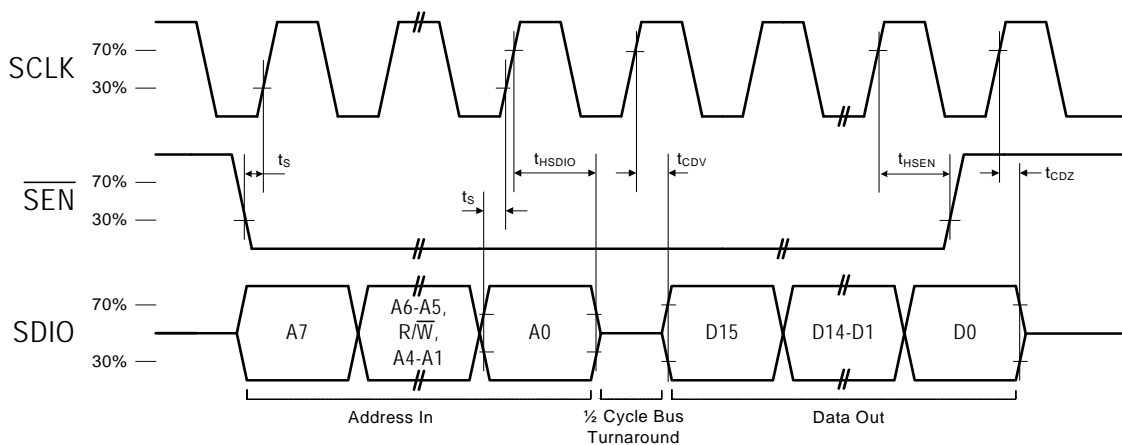 SCLK
70%
30%
tS
tHSDIO
tCDV
tHSEN
tCDZ
SEN
70%
30%
tS
SDIO
70%
30%
A7
A6-A5,
R/W,
A4-A1
A0
D15
D14-D1
D0
Address In
½ Cycle Bus
Turnaround
Data Out